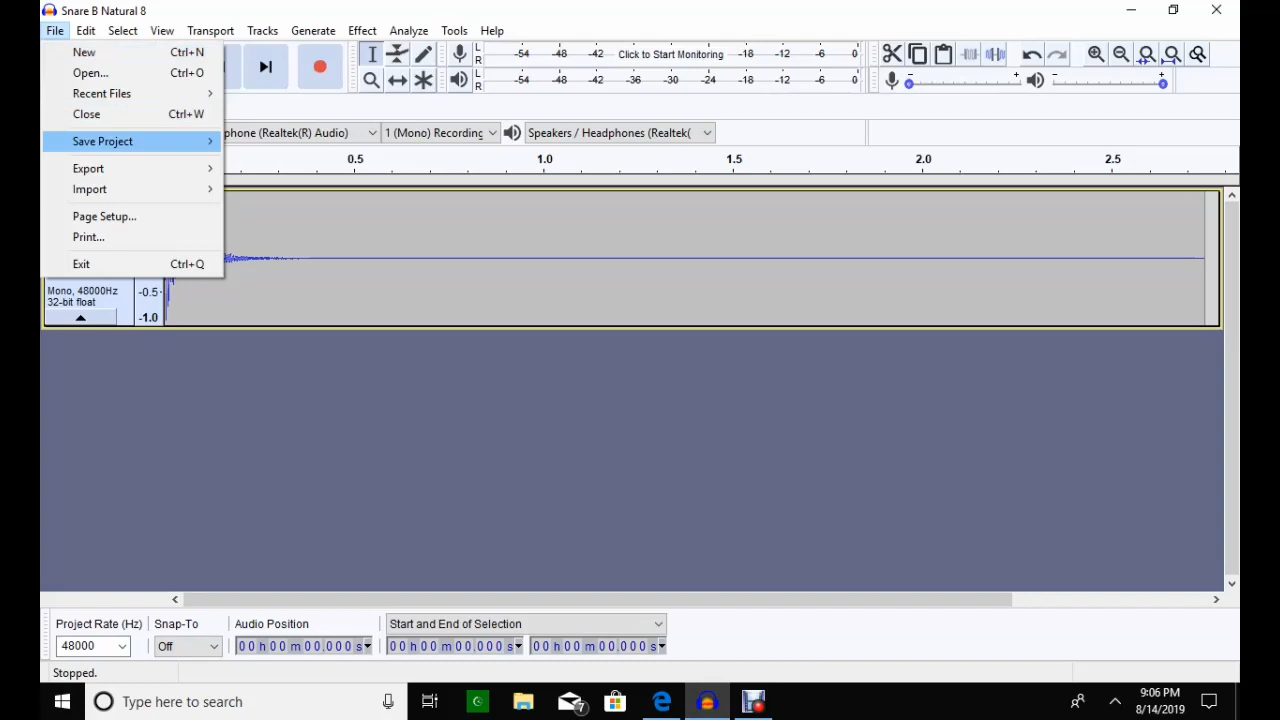 Snare B Natural 8
File Edit Select View Transport Tracks Generate Effect Analyze Tools Help
New Ctrl+N
Open... Ctrl+O
Recent Files
Close Ctrl+W
Save Project
Export
Import
Page Setup...
Print...
Exit Ctrl+Q
L
R
-54 -48 -42 Click to Start Monitoring -18 -12 -6 0
L
R
-54 -48 -42 -36 -30 -24 -18 -12 -6 0
- +
- +
phone (Realtek(R) Audio) 1 (Mono) Recording Speakers / Headphones (Realtek(
0.5 1.0 1.5 2.0 2.5
Mono, 48000Hz
32-bit float
-0.5
-1.0
Project Rate (Hz) Snap-To Audio Position Start and End of Selection
48000 Off 00 h 00 m 00.000 s 00 h 00 m 00.000 s 00 h 00 m 00.000 s
Stopped.
Type here to search
7
9:06 PM
8/14/2019